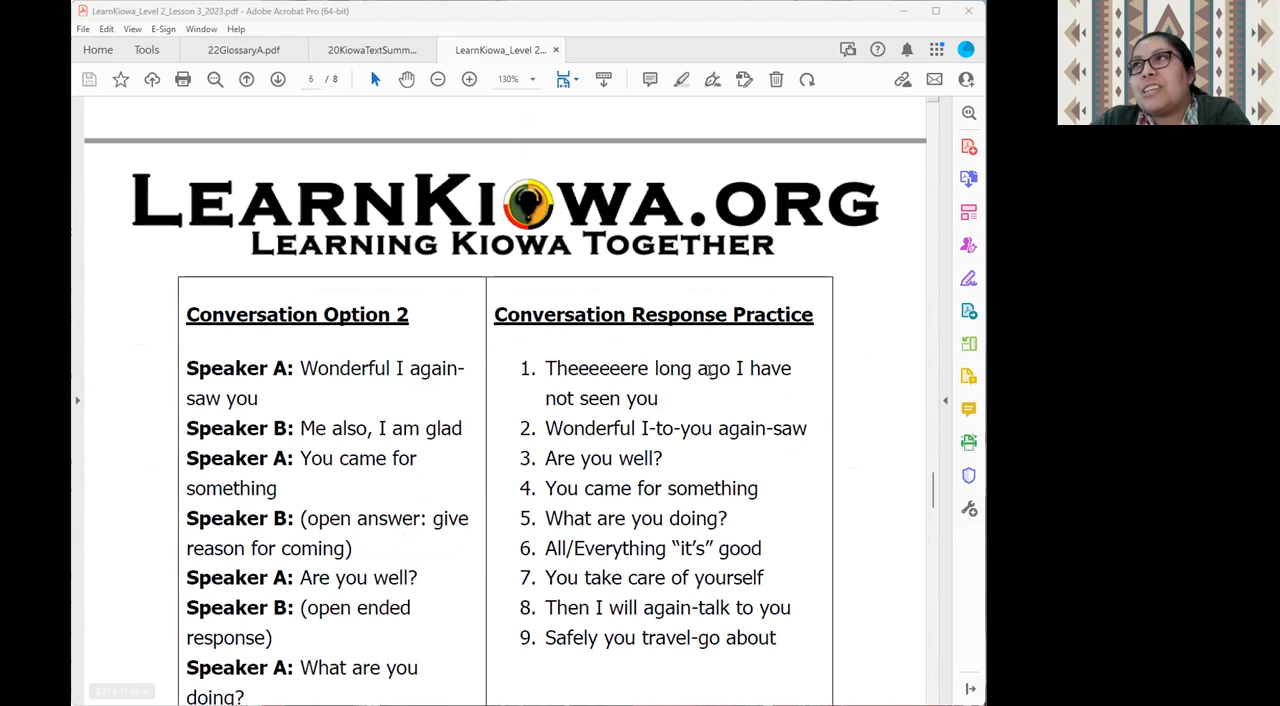 LearnKiowa_Level 2_Lesson 3_2023.pdf - Adobe Acrobat Pro (64-bit)
File Edit View E-Sign Window Help
Home Tools 22GlossaryA.pdf 20KiowaTextSumm... LearnKiowa_Level 2... ×
6 / 8 130%
LEARNKIOWA.ORG
LEARNING KIOWA TOGETHER
Conversation Option 2
Speaker A: Wonderful I again-
saw you
Speaker B: Me also, I am glad
Speaker A: You came for
something
Speaker B: (open answer: give
reason for coming)
Speaker A: Are you well?
Speaker B: (open ended
response)
Speaker A: What are you
doing?
Conversation Response Practice
1. Theeeeeere long ago I have
not seen you
2. Wonderful I-to-you again-saw
3. Are you well?
4. You came for something
5. What are you doing?
6. All/Everything “it’s” good
7. You take care of yourself
8. Then I will again-talk to you
9. Safely you travel-go about